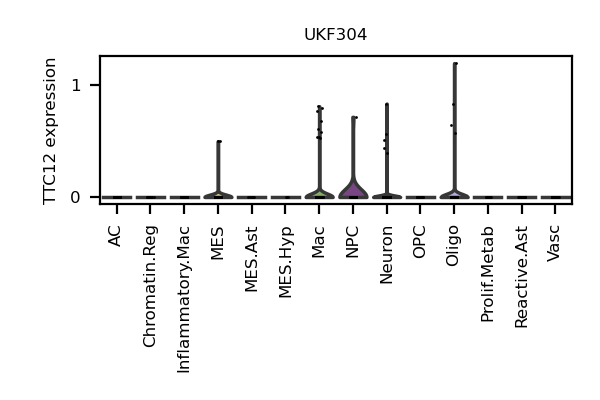 UKF304
TTC12 expression
1
0
AC
Chromatin.Reg
Inflammatory.Mac
MES
MES.Ast
MES.Hyp
Mac
NPC
Neuron
OPC
Oligo
Prolif.Metab
Reactive.Ast
Vasc